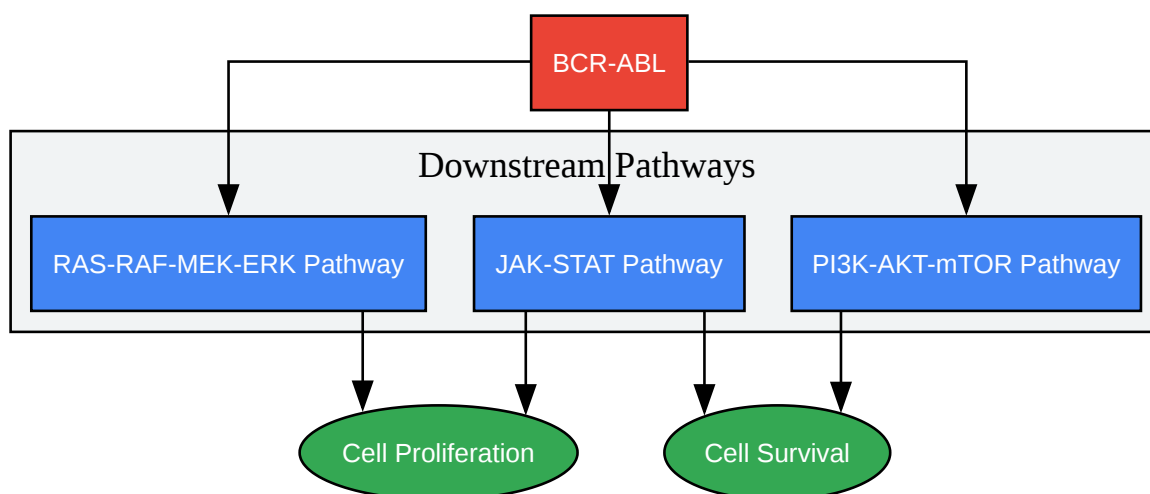 BCR-ABL
Downstream Pathways
RAS-RAF-MEK-ERK Pathway
JAK-STAT Pathway
PI3K-AKT-mTOR Pathway
Cell Proliferation
Cell Survival